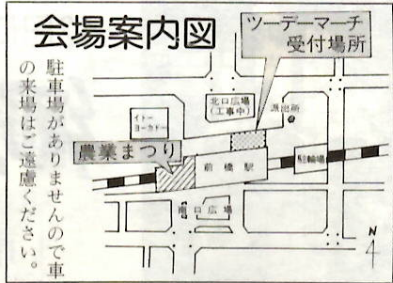 会場案内図
ツーデーマーチ
受付場所
北口広場
(工事中)
派出所
イトー
ヨーカドー
農業まつり
前橋駅
駐輪場
南口広場
N
駐車場がありませんので車
の来場はご遠慮ください。